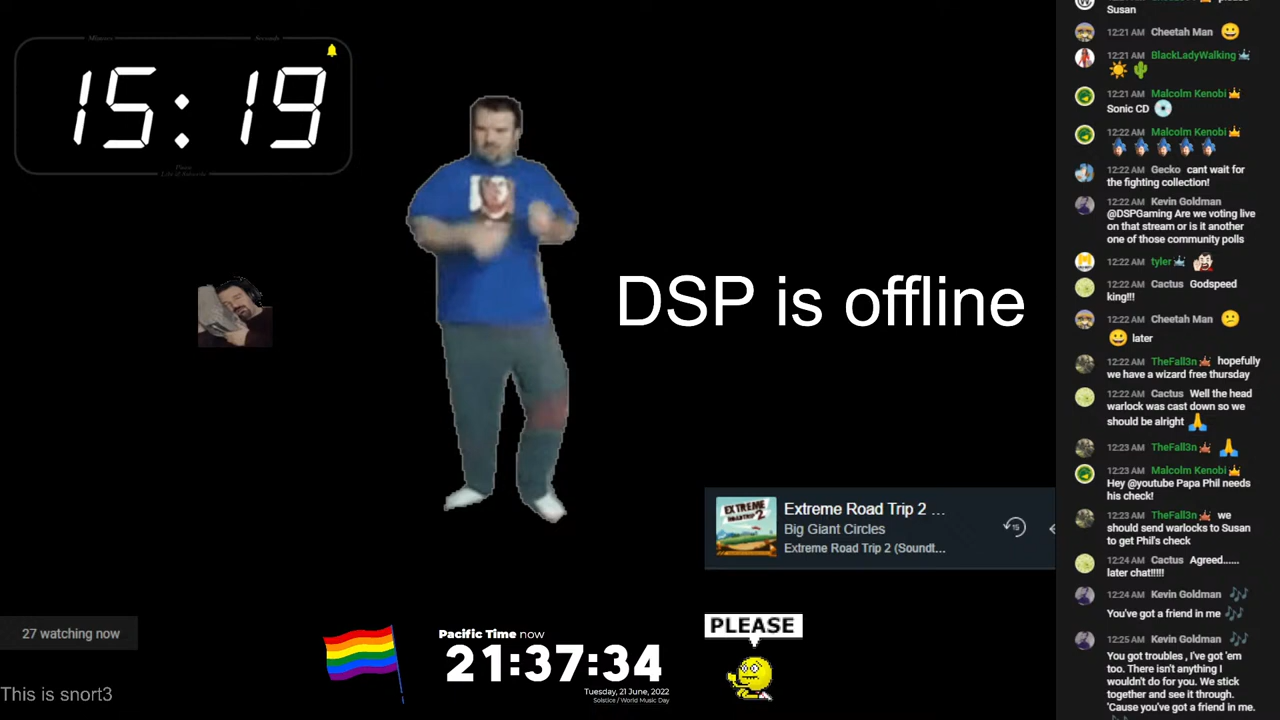 Minutes
Seconds
15:19
DSP is offline
Extreme Road Trip 2 ...
Big Giant Circles
Extreme Road Trip 2 (Soundt...
EXTREME
ROAD TRIP
2
15
27 watching now
Pacific Time now
21:37:34
Tuesday, 21 June, 2022
Solstice / World Music Day
PLEASE
This is snort3
Susan
12:21 AM Cheetah Man 😀
12:21 AM BlackLadyWalking
☀️ 🌵
12:21 AM Malcolm Kenobi
Sonic CD 💿
12:22 AM Malcolm Kenobi
12:22 AM Gecko cant wait for
the fighting collection!
12:22 AM Kevin Goldman
@DSPGaming Are we voting live
on that stream or is it another
one of those community polls
12:22 AM tyler
12:22 AM Cactus Godspeed
king!!!
12:22 AM Cheetah Man 😕
😀 later
12:22 AM TheFall3n hopefully
we have a wizard free thursday
12:22 AM Cactus Well the head
warlock was cast down so we
should be alright 🙏
12:23 AM TheFall3n 🙏
12:23 AM Malcolm Kenobi
Hey @youtube Papa Phil needs
his check!
12:23 AM TheFall3n we
should send warlocks to Susan
to get Phil's check
12:24 AM Cactus Agreed......
later chat!!!!!
12:24 AM Kevin Goldman 🎶
You've got a friend in me 🎶
12:25 AM Kevin Goldman 🎶
You got troubles , I've got 'em
too. There isn't anything I
wouldn't do for you. We stick
together and see it through.
'Cause you've got a friend in me.